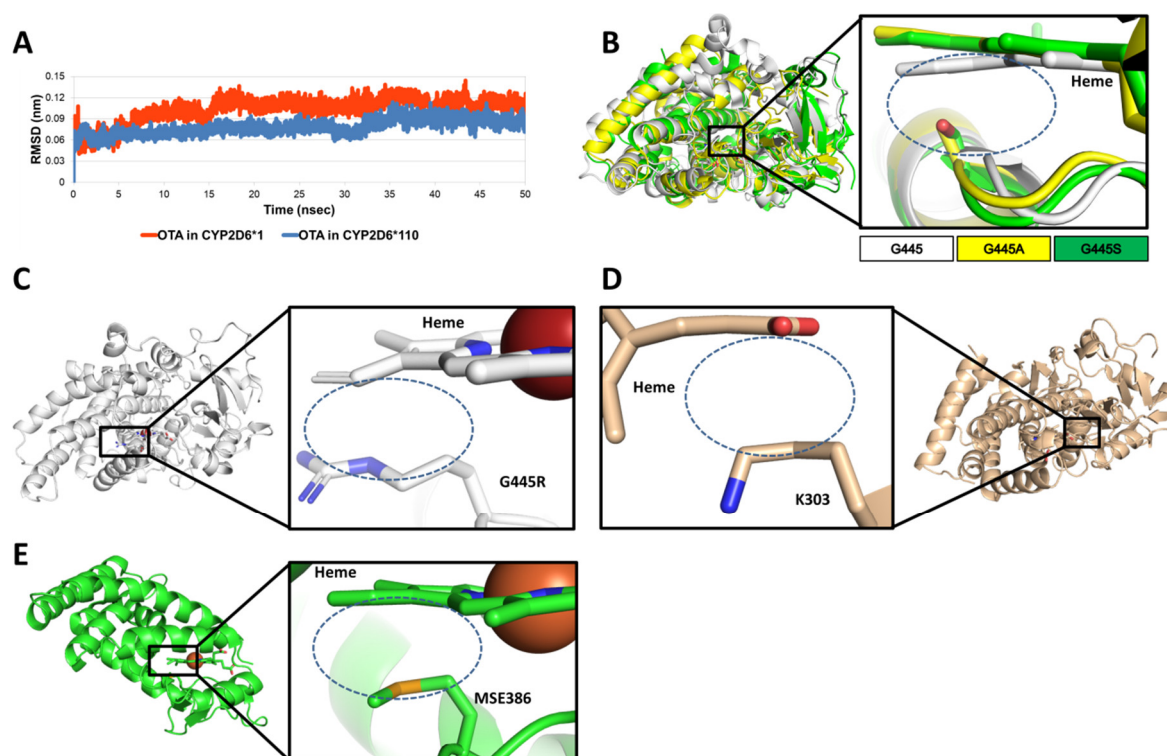 A
RMSD (nm)
0.15
0.12
0.09
0.06
0.03
0
0 5 10 15 20 25 30 35 40 45 50
Time (nsec)
OTA in CYP2D6*1 OTA in CYP2D6*110
B
Heme
G445 G445A G445S
C
Heme
G445R
D
Heme
K303
E
Heme
MSE386